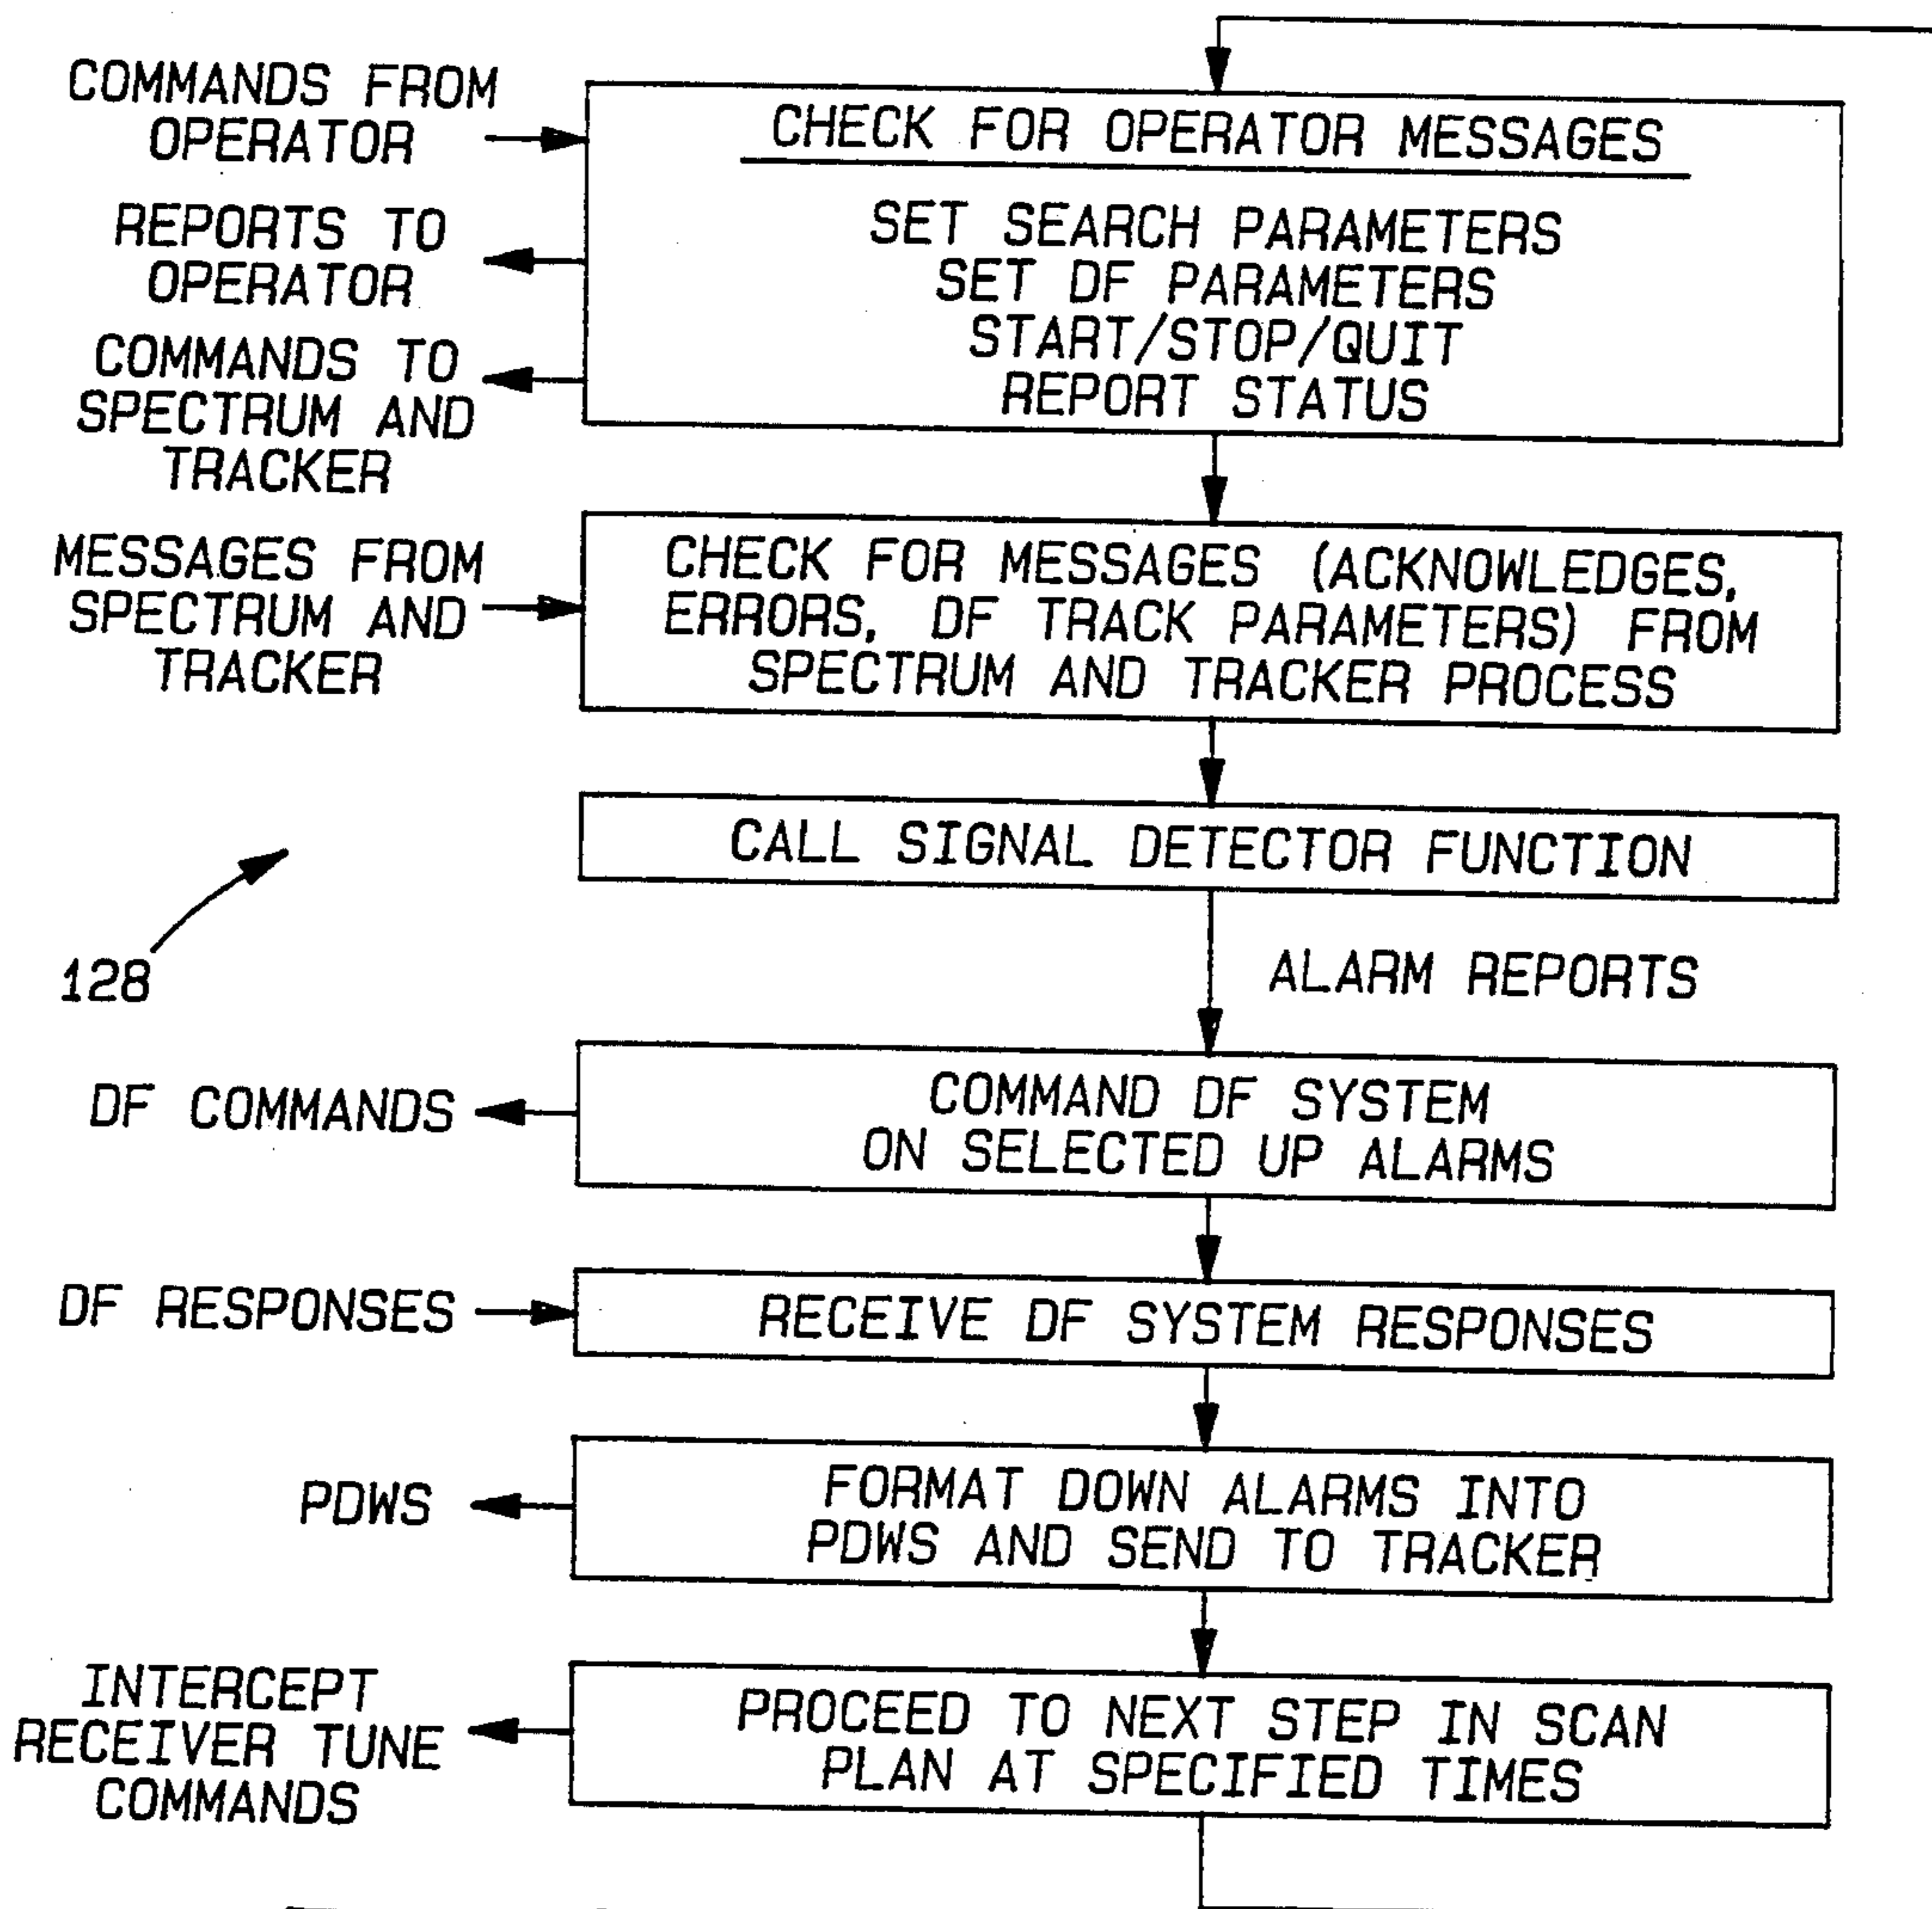 COMMANDS FROM
OPERATOR
REPORTS TO
OPERATOR
COMMANDS TO
SPECTRUM AND
TRACKER
CHECK FOR OPERATOR MESSAGES
SET SEARCH PARAMETERS
SET DF PARAMETERS
START/STOP/QUIT
REPORT STATUS
MESSAGES FROM
SPECTRUM AND
TRACKER
CHECK FOR MESSAGES (ACKNOWLEDGES,
ERRORS, DF TRACK PARAMETERS) FROM
SPECTRUM AND TRACKER PROCESS
CALL SIGNAL DETECTOR FUNCTION
128
ALARM REPORTS
DF COMMANDS
COMMAND DF SYSTEM
ON SELECTED UP ALARMS
DF RESPONSES
RECEIVE DF SYSTEM RESPONSES
PDWS
FORMAT DOWN ALARMS INTO
PDWS AND SEND TO TRACKER
INTERCEPT
RECEIVER TUNE
COMMANDS
PROCEED TO NEXT STEP IN SCAN
PLAN AT SPECIFIED TIMES